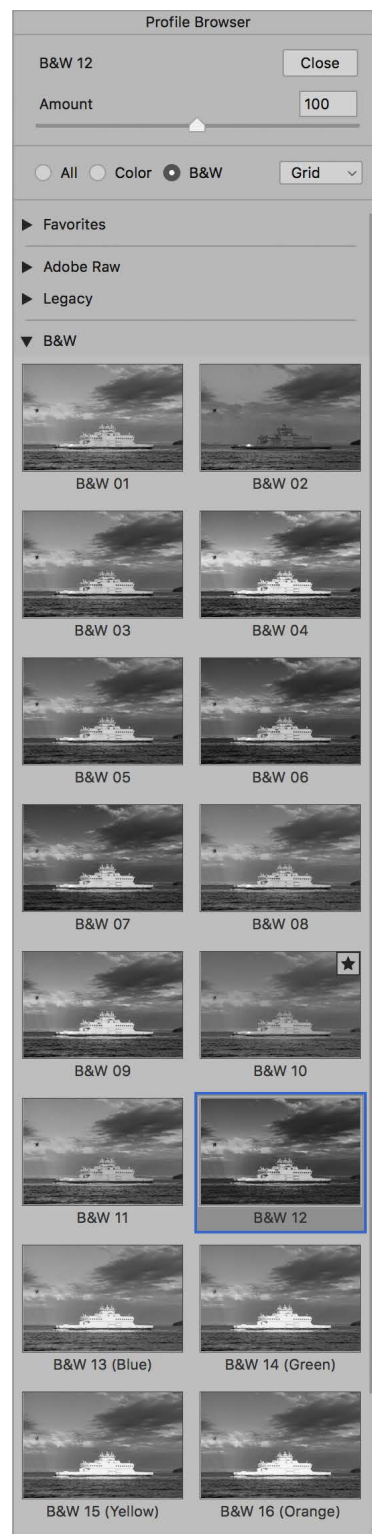 Profile Browser
B&W 12 Close
Amount 100
All Color B&W Grid
Favorites
Adobe Raw
Legacy
B&W
B&W 01 B&W 02
B&W 03 B&W 04
B&W 05 B&W 06
B&W 07 B&W 08
B&W 09 B&W 10
B&W 11 B&W 12
B&W 13 (Blue) B&W 14 (Green)
B&W 15 (Yellow) B&W 16 (Orange)